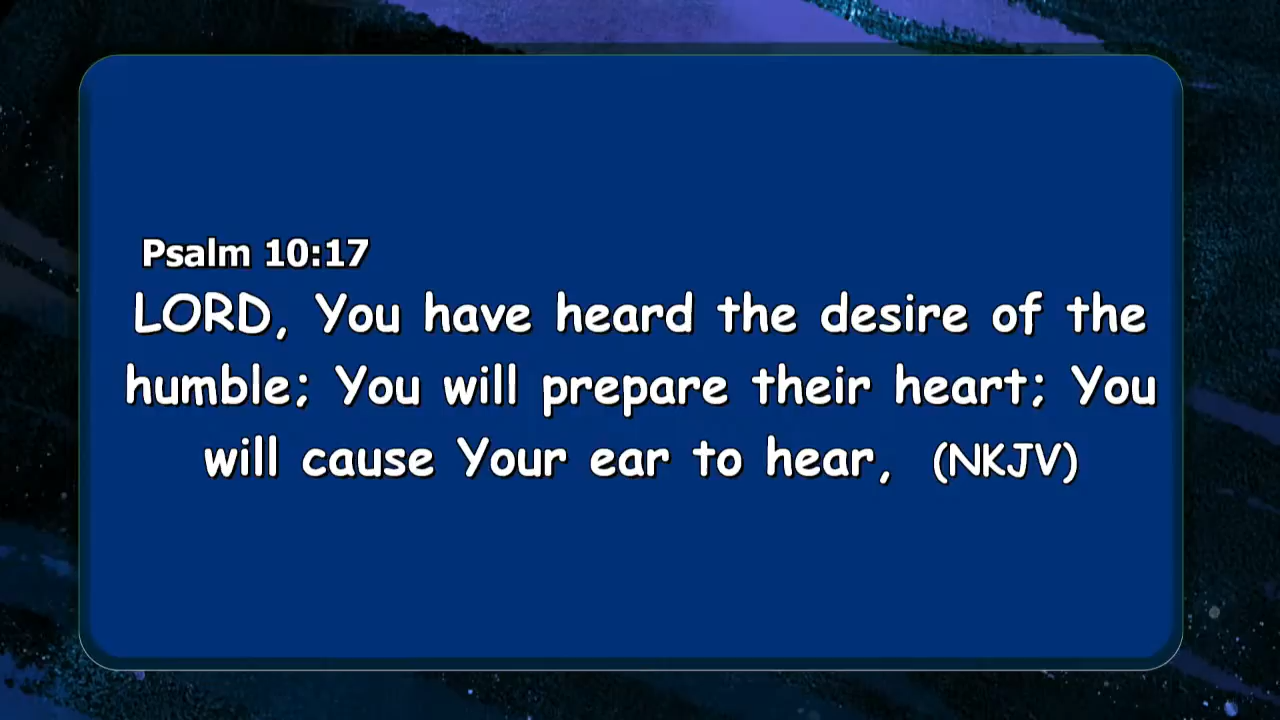 Psalm 10:17
LORD, You have heard the desire of the
humble; You will prepare their heart; You
will cause Your ear to hear, (NKJV)